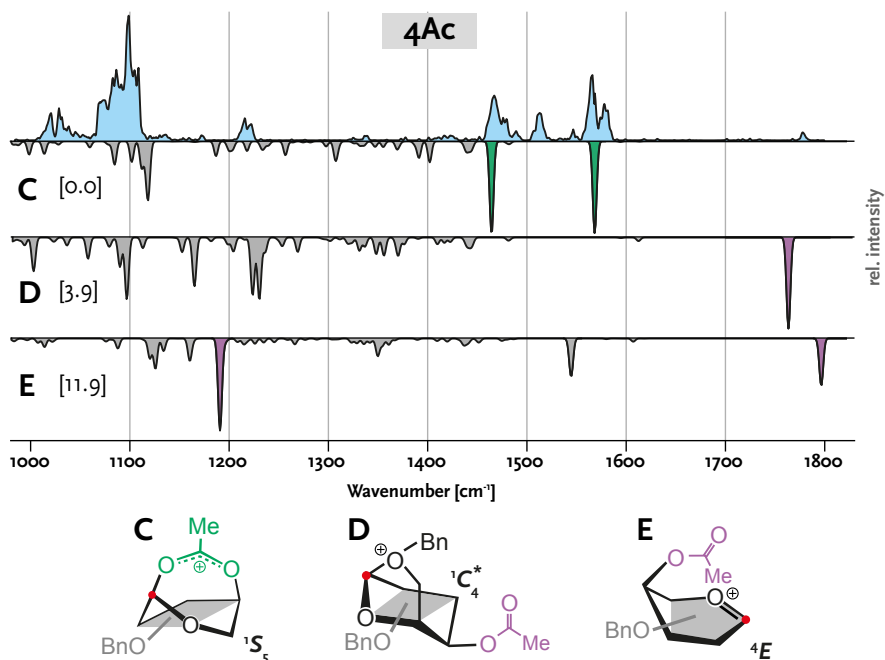 4Ac
C [0.0]
D [3.9]
E [11.9]
rel. intensity
1000 1100 1200 1300 1400 1500 1600 1700 1800
Wavenumber [cm⁻¹]
C
Me
O
⊕
O
O
BnO
¹S₅
D
⊕
O
Bn
¹C₄*
O
O
BnO
O
Me
E
O
O
Me
O
⊕
BnO
⁴E